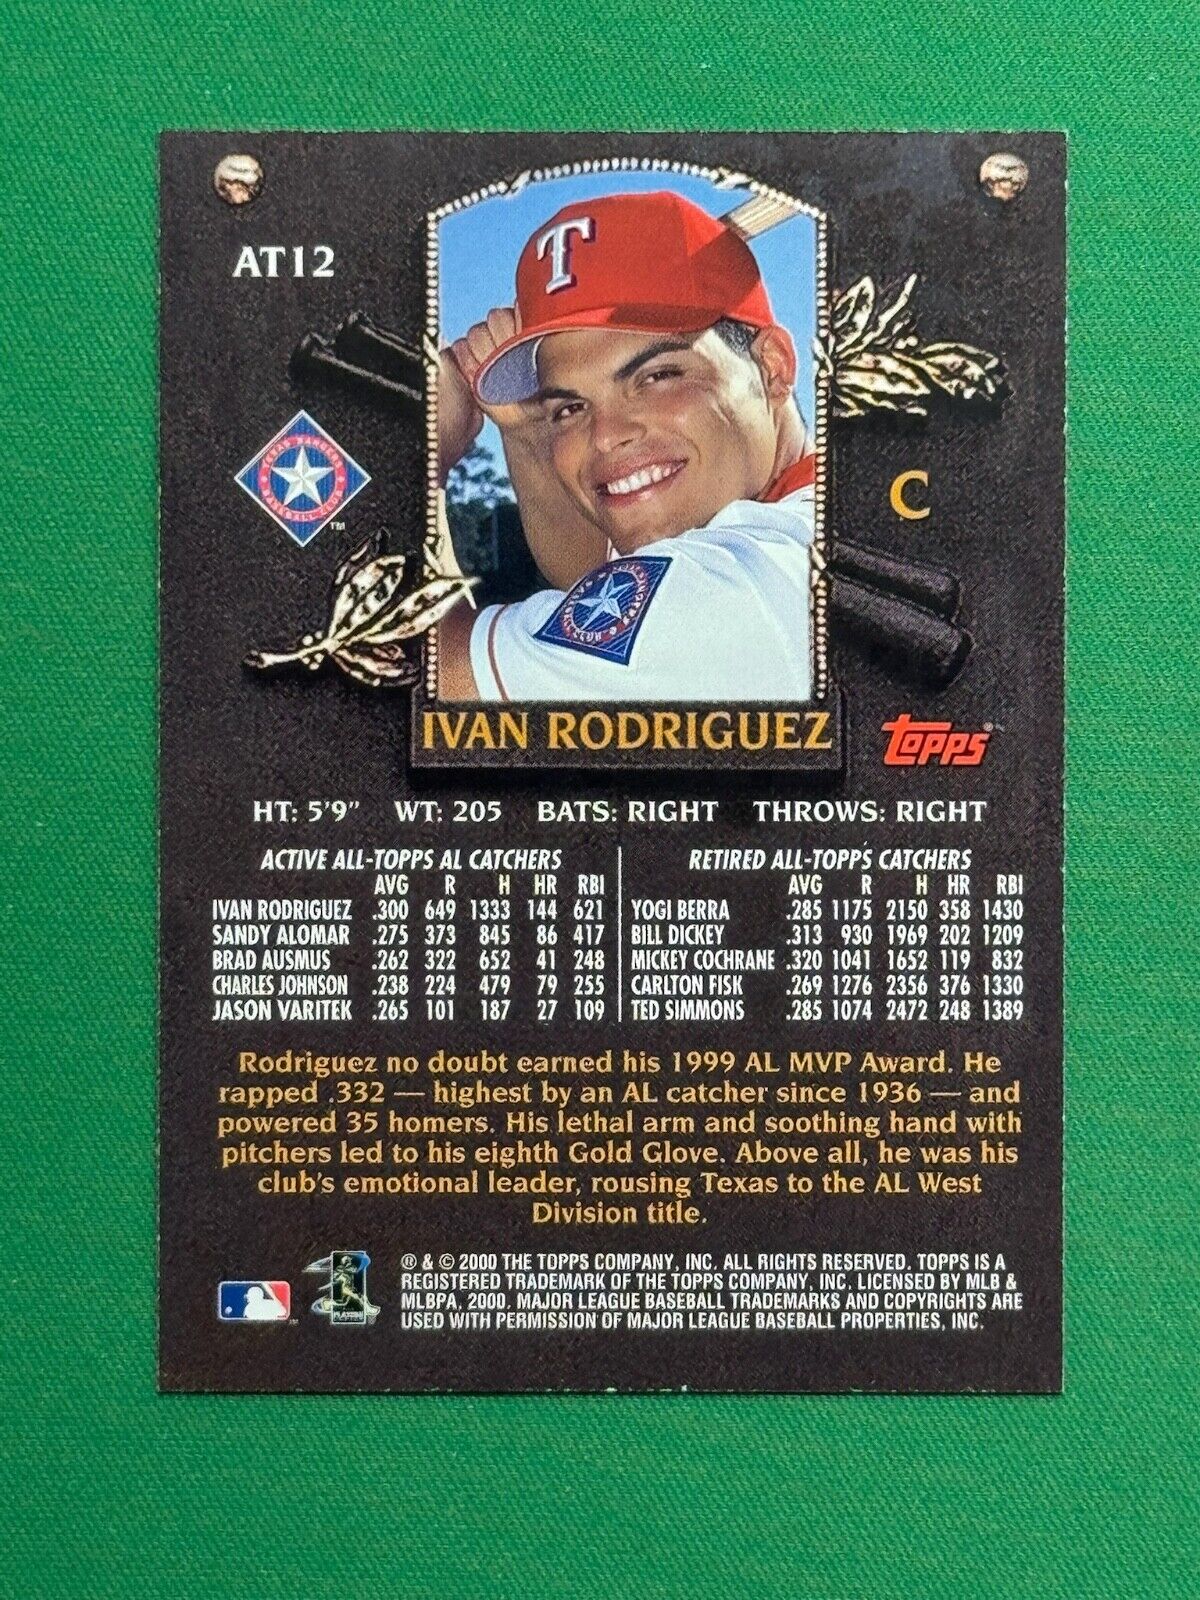 AT12
T
TEXAS RANGERS
BASEBALL CLUB
TM
C
IVAN RODRIGUEZ
TOPPS®
HT: 5'9" WT: 205 BATS: RIGHT THROWS: RIGHT
ACTIVE ALL-TOPPS AL CATCHERS
AVG R H HR RBI
IVAN RODRIGUEZ .300 649 1333 144 621
SANDY ALOMAR .275 373 845 86 417
BRAD AUSMUS .262 322 652 41 248
CHARLES JOHNSON .238 224 479 79 255
JASON VARITEK .265 101 187 27 109
RETIRED ALL-TOPPS CATCHERS
AVG R H HR RBI
YOGI BERRA .285 1175 2150 358 1430
BILL DICKEY .313 930 1969 202 1209
MICKEY COCHRANE .320 1041 1652 119 832
CARLTON FISK .269 1276 2356 376 1330
TED SIMMONS .285 1074 2472 248 1389
Rodriguez no doubt earned his 1999 AL MVP Award. He
rapped .332 — highest by an AL catcher since 1936 — and
powered 35 homers. His lethal arm and soothing hand with
pitchers led to his eighth Gold Glove. Above all, he was his
club's emotional leader, rousing Texas to the AL West
Division title.
® & © 2000 THE TOPPS COMPANY, INC. ALL RIGHTS RESERVED. TOPPS IS A
REGISTERED TRADEMARK OF THE TOPPS COMPANY, INC. LICENSED BY MLB &
MLBPA, 2000. MAJOR LEAGUE BASEBALL TRADEMARKS AND COPYRIGHTS ARE
USED WITH PERMISSION OF MAJOR LEAGUE BASEBALL PROPERTIES, INC.